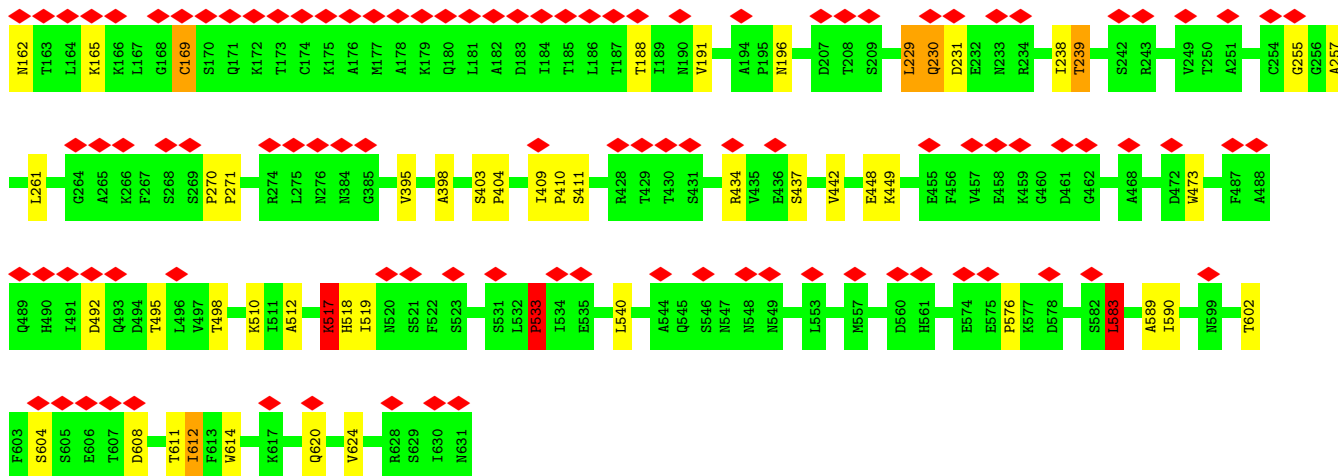 N162 T163 L164 K165 K166 L167 G168 C169 S170 Q171 K172 T173 C174 K175 A176 M177 A178 K179 Q180 L181 A182 D183 I184 T185 L186 T187 T188 I189 N190 V191 A194 P195 N196 D207 T208 S209 L229 Q230 D231 E232 N233 R234 I238 T239 S242 R243 V249 T250 A251 C254 G255 G256 A257
L261 G264 A265 K266 F267 S268 S269 P270 P271 R274 L275 N276 N384 G385 V395 A398 S403 P404 I409 P410 S411 R428 T429 T430 S431 R434 V435 E436 S437 V442 E448 K449 E455 F456 V457 E458 K459 G460 D461 G462 A468 D472 W473 F487 A488
Q489 H490 I491 D492 Q493 D494 T495 L496 V497 T498 K510 I511 A512 K517 H518 I519 N520 S521 F522 S523 S531 L532 P533 I534 E535 L540 A544 Q545 S546 N547 N548 N549 L553 M557 D560 H561 E574 E575 P576 K577 D578 S582 L583 A589 I590 N599 T602
F603 S604 S605 E606 T607 D608 T611 I612 F613 W614 K617 Q620 V624 R628 S629 I630 N631